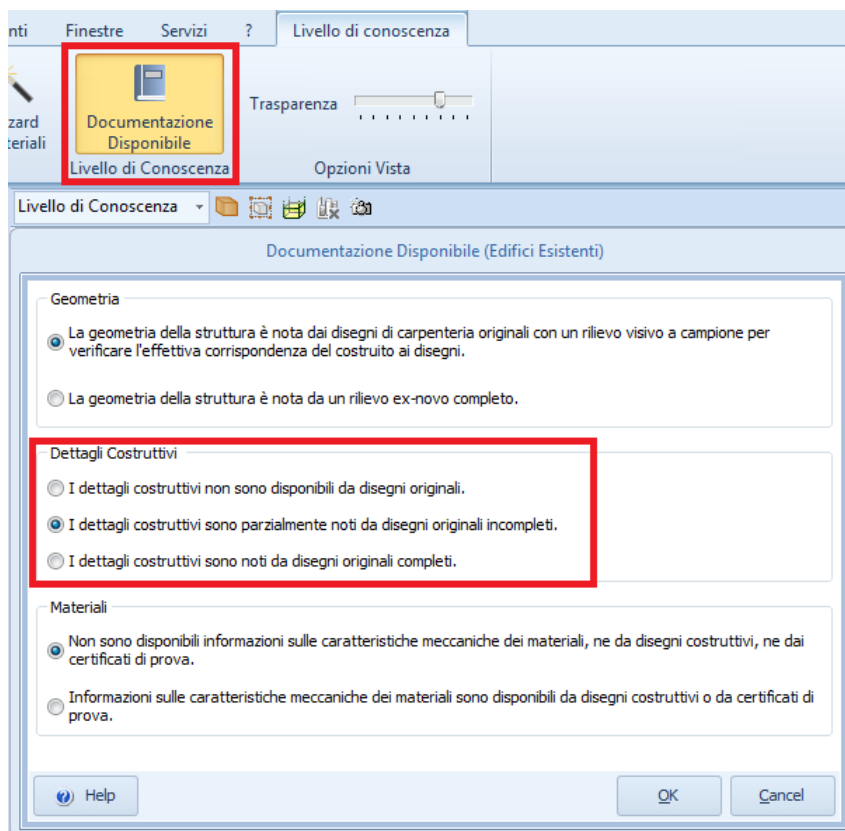 nti Finestre Servizi ? Livello di conoscenza
zard
teriali
Documentazione
Disponibile
Livello di Conoscenza
Trasparenza
Opzioni Vista
Livello di Conoscenza
Documentazione Disponibile (Edifici Esistenti)
Geometria
La geometria della struttura è nota dai disegni di carpenteria originali con un rilievo visivo a campione per
verificare l'effettiva corrispondenza del costruito ai disegni.
La geometria della struttura è nota da un rilievo ex-novo completo.
Dettagli Costruttivi
I dettagli costruttivi non sono disponibili da disegni originali.
I dettagli costruttivi sono parzialmente noti da disegni originali incompleti.
I dettagli costruttivi sono noti da disegni originali completi.
Materiali
Non sono disponibili informazioni sulle caratteristiche meccaniche dei materiali, ne da disegni costruttivi, ne dai
certificati di prova.
Informazioni sulle caratteristiche meccaniche dei materiali sono disponibili da disegni costruttivi o da certificati di
prova.
Help OK Cancel